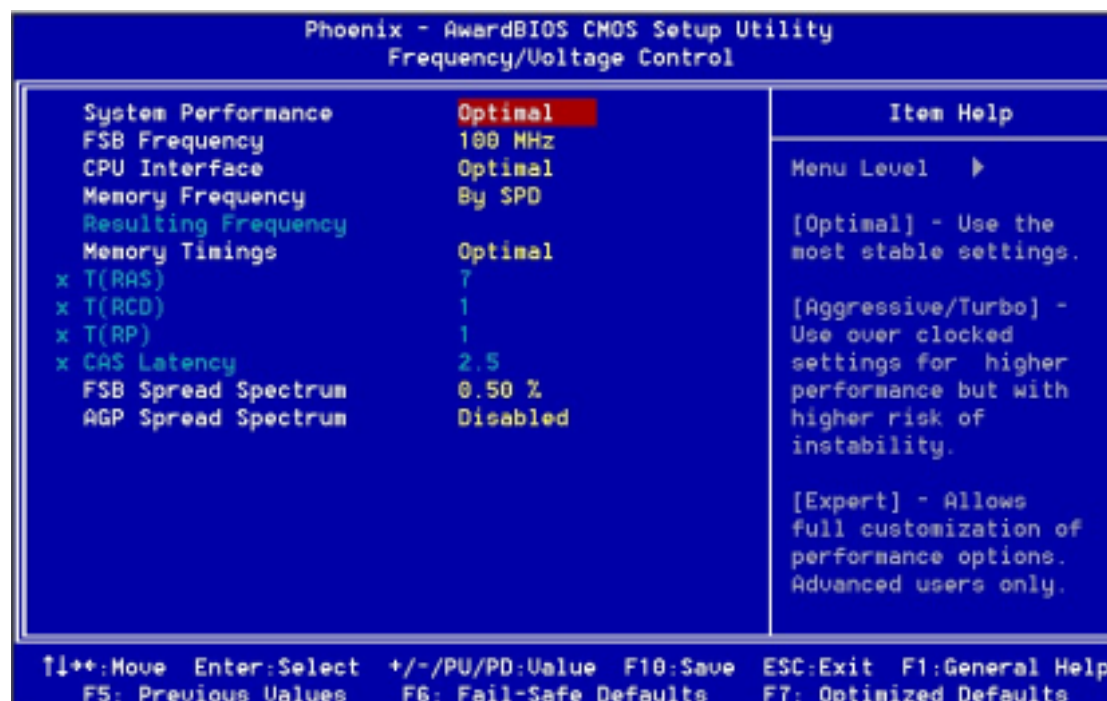 Phoenix - AwardBIOS CMOS Setup Utility
Frequency/Voltage Control
System Performance Optimal
FSB Frequency 100 MHz
CPU Interface Optimal
Memory Frequency By SPD
Resulting Frequency
Memory Timings Optimal
x T(RAS) 7
x T(RCD) 1
x T(RP) 1
x CAS Latency 2.5
FSB Spread Spectrum 0.50 %
AGP Spread Spectrum Disabled
Item Help
Menu Level ▶
[Optimal] - Use the
most stable settings.
[Aggressive/Turbo] -
Use over clocked
settings for higher
performance but with
higher risk of
instability.
[Expert] - Allows
full customization of
performance options.
Advanced users only.
↑↓→←:Move Enter:Select +/-/PU/PD:Value F10:Save ESC:Exit F1:General Help
F5: Previous Values F6: Fail-Safe Defaults F7: Optimized Defaults